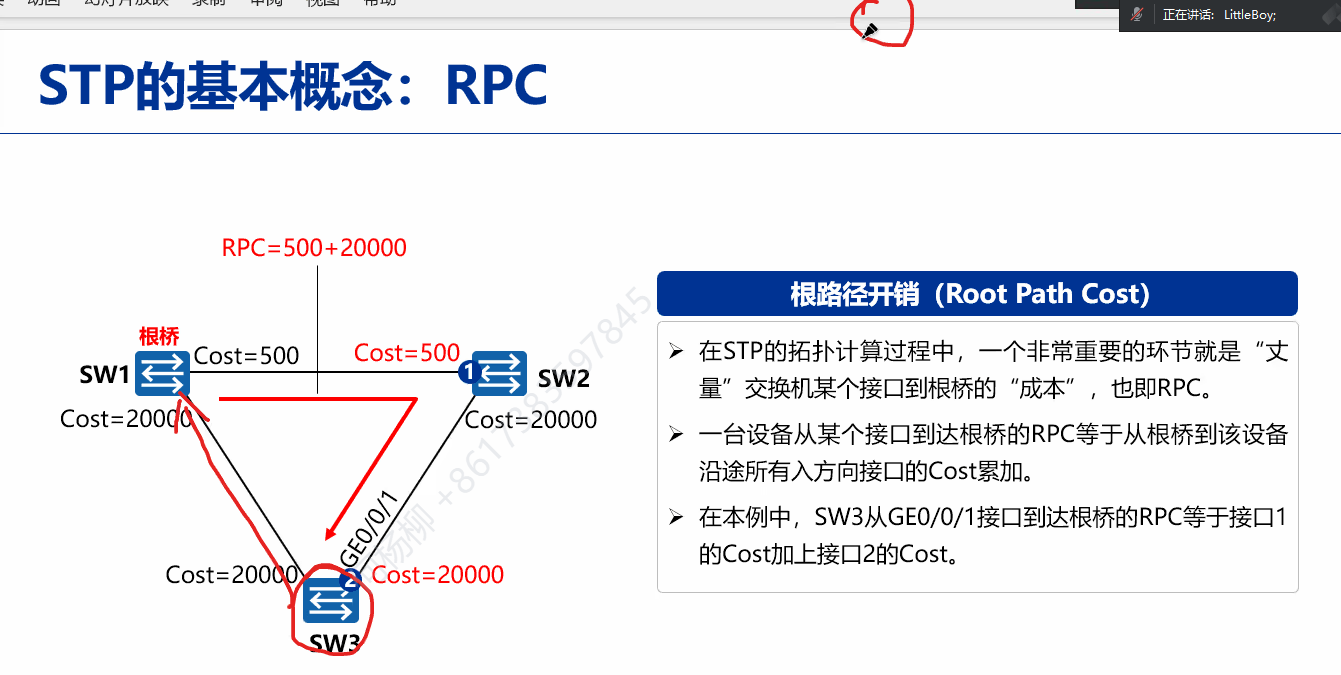 动画 幻灯片放映 录制 审阅 视图 帮助
正在讲话: LittleBoy;
STP的基本概念：RPC
RPC=500+20000
根桥
SW1
Cost=500
Cost=500
1
SW2
Cost=20000
Cost=20000
GE0/0/1
Cost=20000
2
Cost=20000
SW3
根路径开销（Root Path Cost）
➢ 在STP的拓扑计算过程中，一个非常重要的环节就是“丈
量”交换机某个接口到根桥的“成本”，也即RPC。
➢ 一台设备从某个接口到达根桥的RPC等于从根桥到该设备
沿途所有入方向接口的Cost累加。
➢ 在本例中，SW3从GE0/0/1接口到达根桥的RPC等于接口1
的Cost加上接口2的Cost。